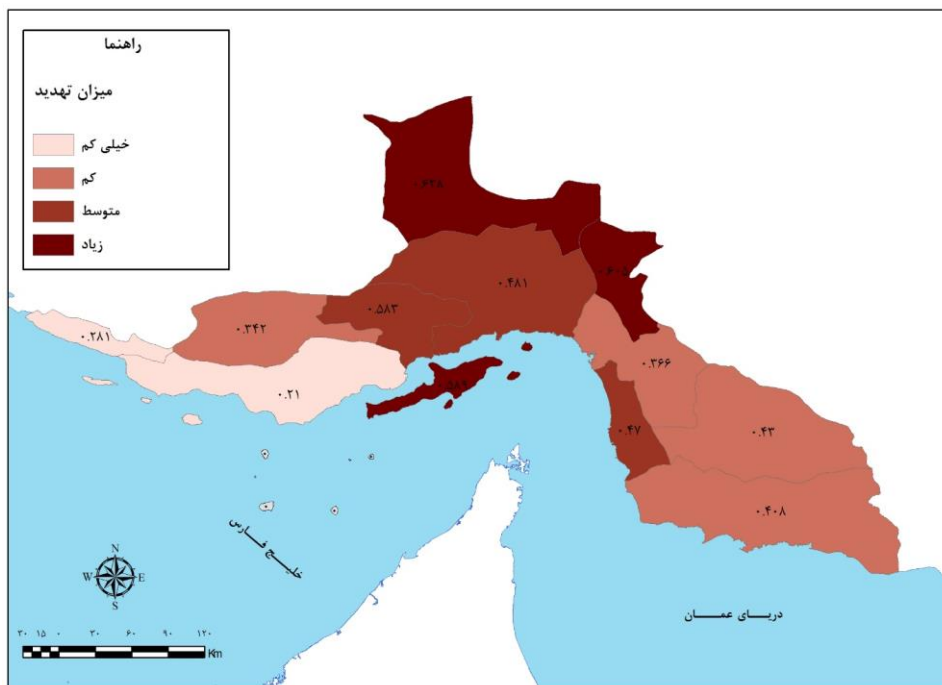 راهنما
میزان تهدید
خیلی کم
کم
متوسط
زیاد
۰.۶۲۸
۰.۶۰۵
۰.۴۸۱
۰.۵۸۳
۰.۳۴۲
۰.۲۸۱
۰.۳۶۶
۰.۵۸۹
۰.۲۱
۰.۴۷
۰.۴۳
۰.۴۰۸
خلیج فارس
دریای عمان
N
W E
S
۳۰ ۱۵ ۰ ۳۰ ۶۰ ۹۰ ۱۲۰
Km